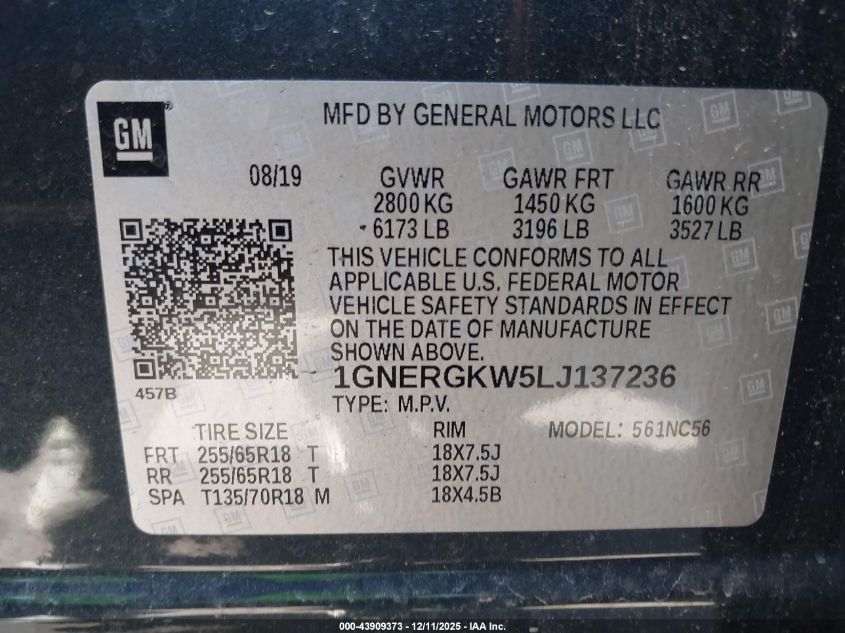 GM
MFD BY GENERAL MOTORS LLC
08/19 GVWR GAWR FRT GAWR RR
2800 KG 1450 KG 1600 KG
6173 LB 3196 LB 3527 LB
THIS VEHICLE CONFORMS TO ALL
APPLICABLE U.S. FEDERAL MOTOR
VEHICLE SAFETY STANDARDS IN EFFECT
ON THE DATE OF MANUFACTURE
SHOWN ABOVE.
457B
1GNERGKW5LJ137236
TYPE: M.P.V.
TIRE SIZE RIM MODEL: 561NC56
FRT 255/65R18 T 18X7.5J
RR 255/65R18 T 18X7.5J
SPA T135/70R18 M 18X4.5B
000-43909373 - 12/11/2025 - IAA Inc.